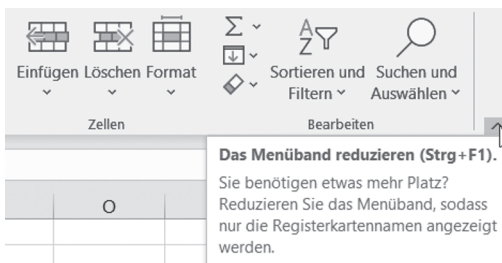 Einfügen Löschen Format
Sortieren und Filtern
Suchen und Auswählen
Zellen
Bearbeiten
Das Menüband reduzieren (Strg+F1).
Sie benötigen etwas mehr Platz?
Reduzieren Sie das Menüband, sodass
nur die Registerkartennamen angezeigt
werden.
O